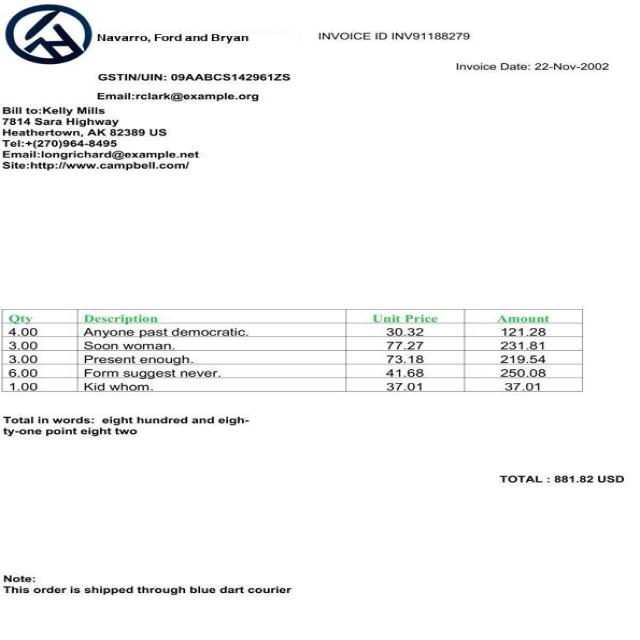 Navarro, Ford and Bryan
INVOICE ID INV91188279
Invoice Date: 22-Nov-2002
GSTIN/UIN: 09AABCS142961ZS
Email:rclark@example.org
Bill to:Kelly Mills
7814 Sara Highway
Heathertown, AK 82389 US
Tel:+(270)964-8495
Email:longrichard@example.net
Site:http://www.campbell.com/
Qty Description Unit Price Amount
4.00 Anyone past democratic. 30.32 121.28
3.00 Soon woman. 77.27 231.81
3.00 Present enough. 73.18 219.54
6.00 Form suggest never. 41.68 250.08
1.00 Kid whom. 37.01 37.01
Total in words: eight hundred and eigh-
ty-one point eight two
TOTAL : 881.82 USD
Note:
This order is shipped through blue dart courier